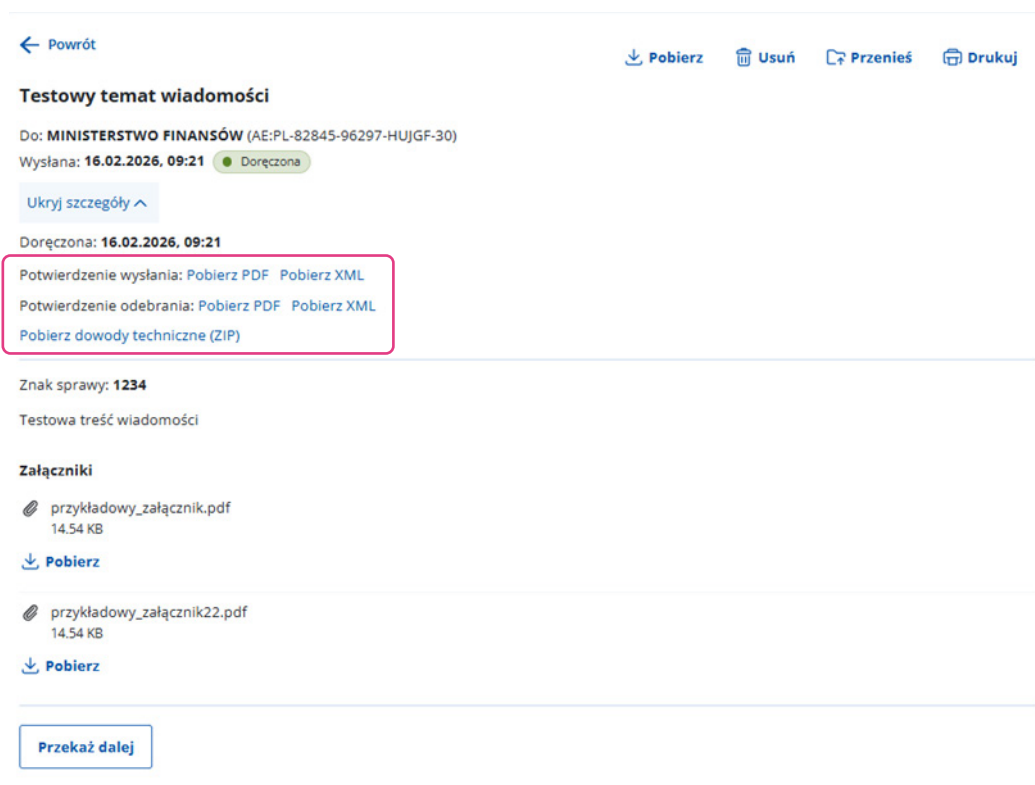 Powrót
Pobierz Usuń Przenieś Drukuj
Testowy temat wiadomości
Do: MINISTERSTWO FINANSÓW (AE:PL-82845-96297-HUJGF-30)
Wysłana: 16.02.2026, 09:21 Doręczona
Ukryj szczegóły
Doręczona: 16.02.2026, 09:21
Potwierdzenie wysłania: Pobierz PDF Pobierz XML
Potwierdzenie odebrania: Pobierz PDF Pobierz XML
Pobierz dowody techniczne (ZIP)
Znak sprawy: 1234
Testowa treść wiadomości
Załączniki
przykładowy_załącznik.pdf
14.54 KB
Pobierz
przykładowy_załącznik22.pdf
14.54 KB
Pobierz
Przekaż dalej